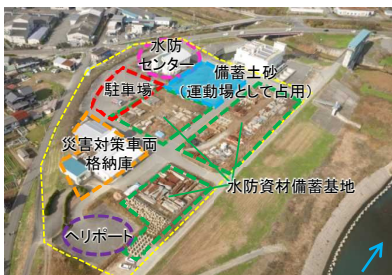 水防
センター
備蓄土砂
（運動場として占用）
駐車場
災害対策車両
格納庫
水防資材備蓄基地
ヘリポート